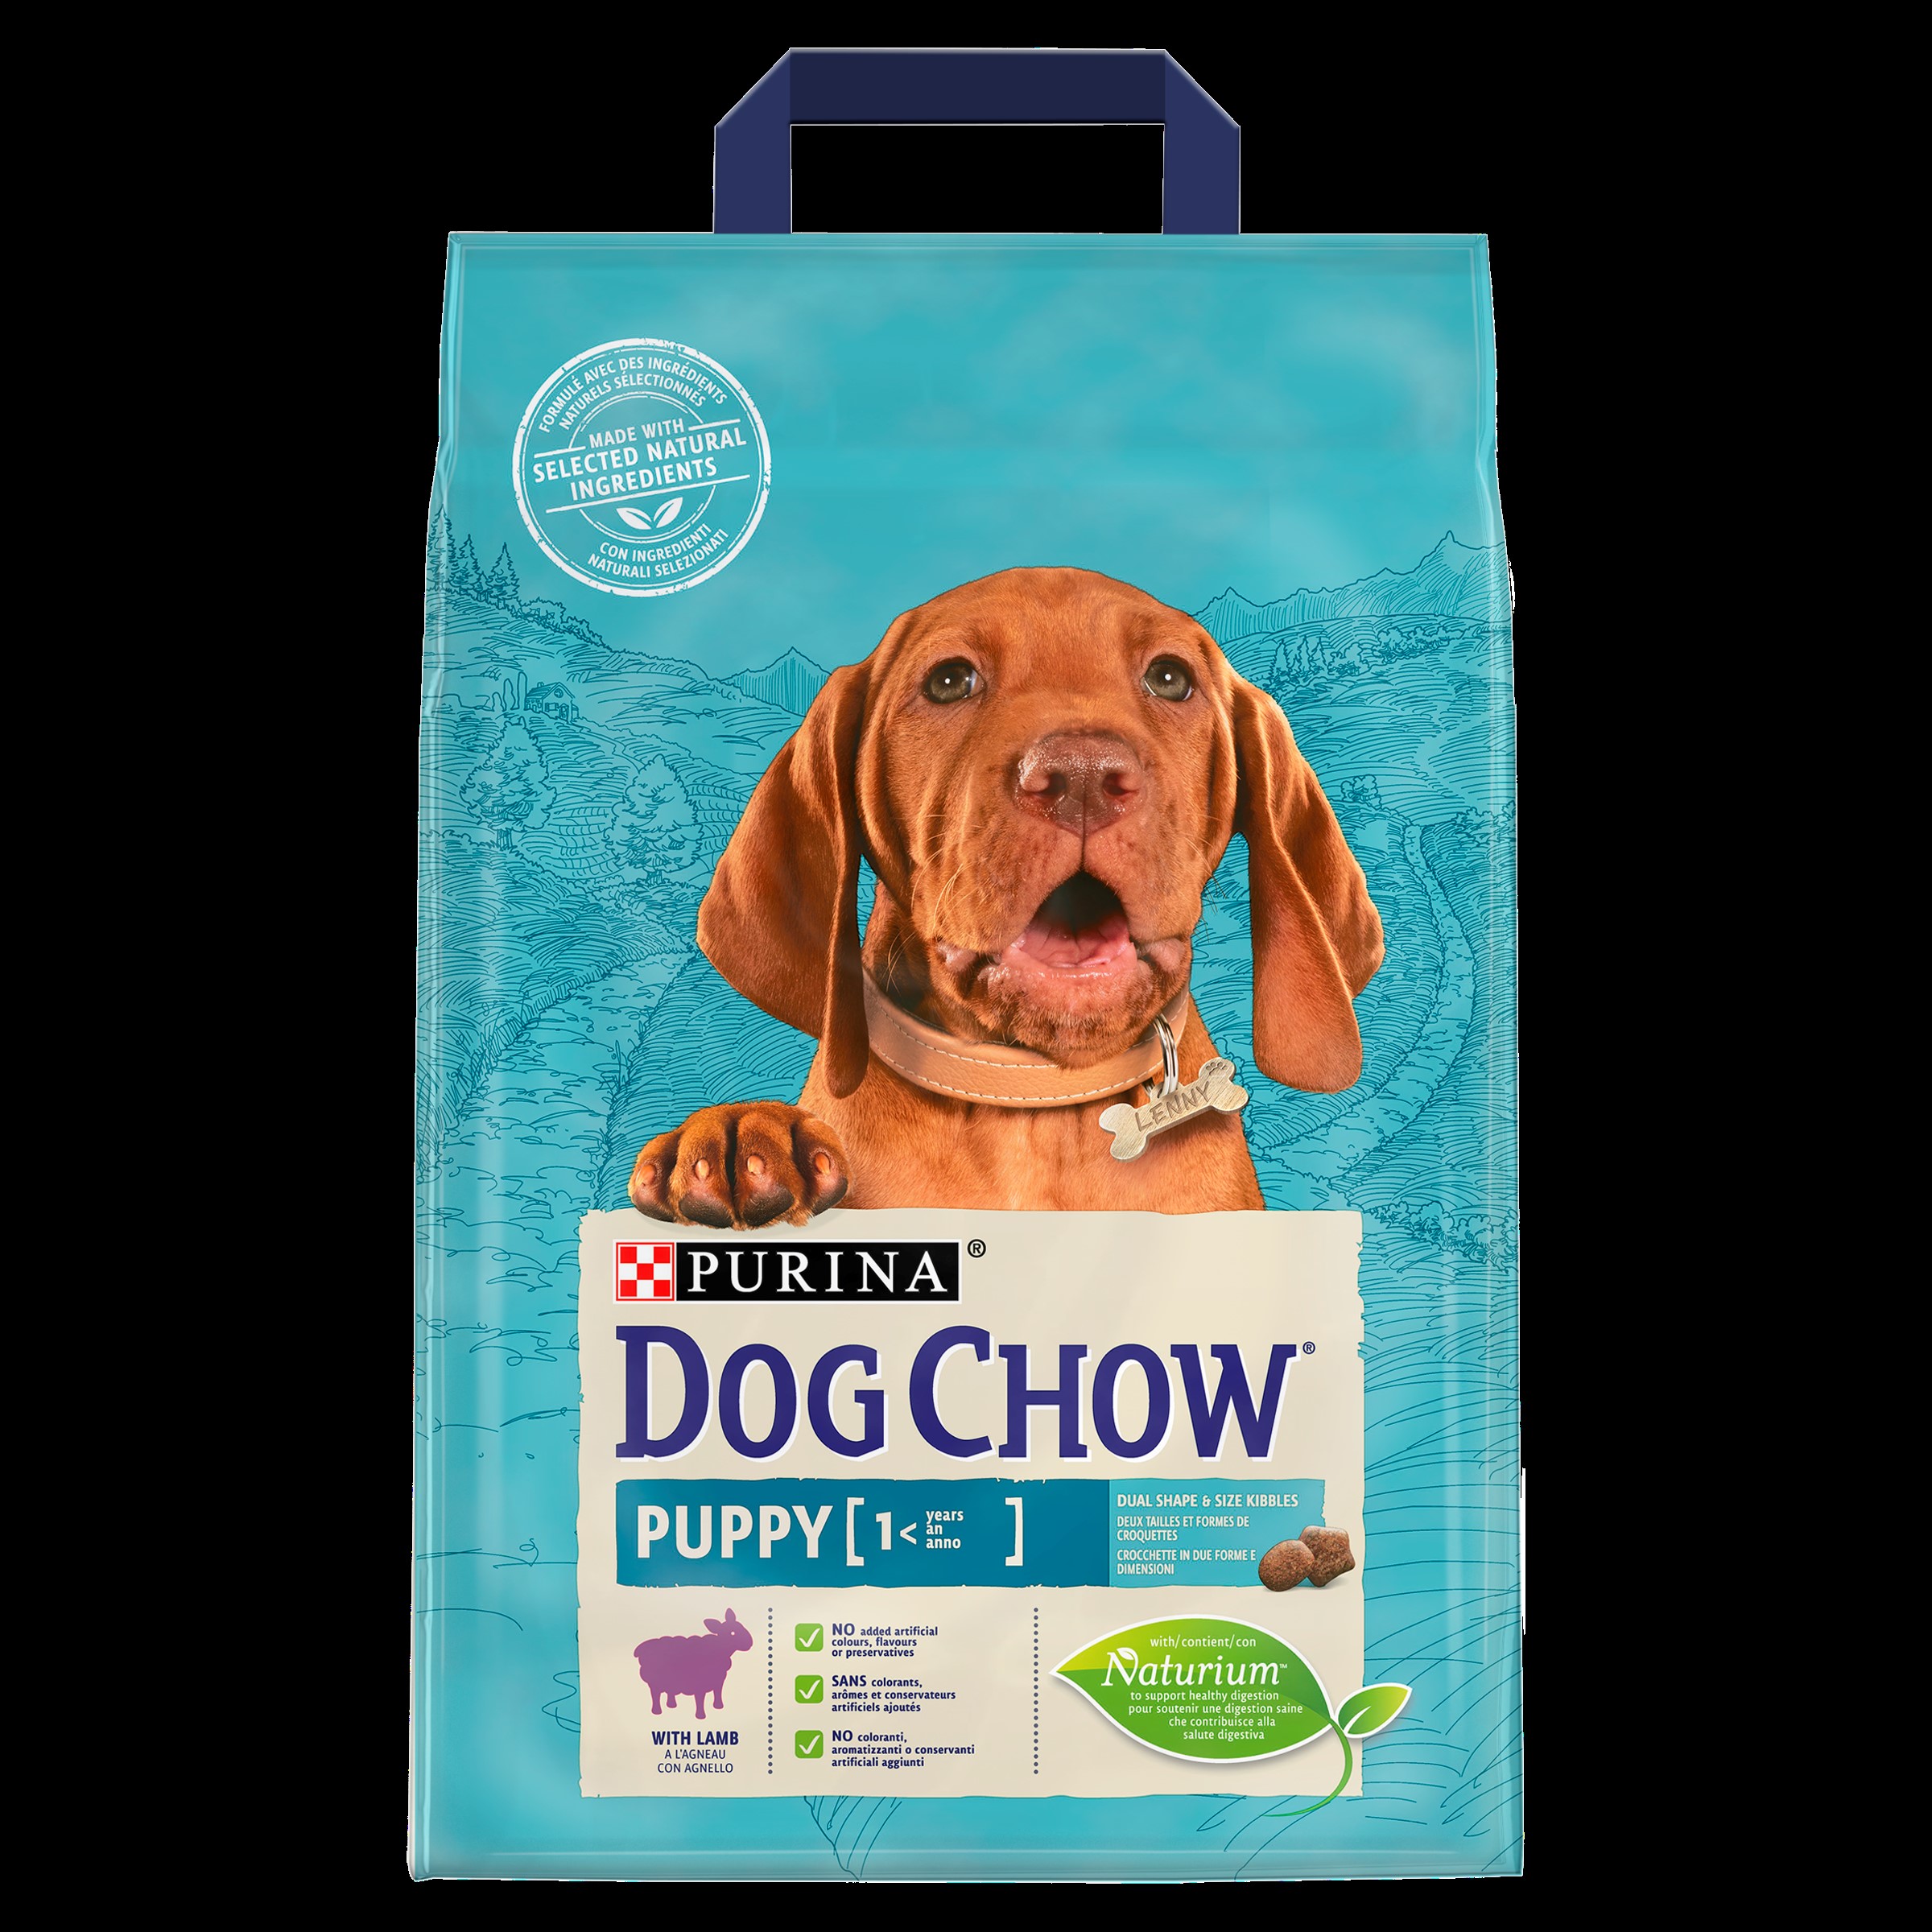 FORMULÉ AVEC DES INGRÉDIENTS
NATURELS SÉLECTIONNÉS
MADE WITH
SELECTED NATURAL
INGREDIENTS
CON INGREDIENTI
NATURALI SELEZIONATI
LENNY
PURINA®
DOG CHOW®
PUPPY [1< years
an
anno ]
DUAL SHAPE & SIZE KIBBLES
DEUX TAILLES ET FORMES DE
CROQUETTES
CROCCHETTE IN DUE FORME E
DIMENSIONI
WITH LAMB
A L'AGNEAU
CON AGNELLO
NO added artificial
colours, flavours
or preservatives
SANS colorants,
arômes et conservateurs
artificiels ajoutés
NO coloranti,
aromatizzanti o conservanti
artificiali aggiunti
with/contient/con
Naturium™
to support healthy digestion
pour soutenir une digestion saine
che contribuisce alla
salute digestiva